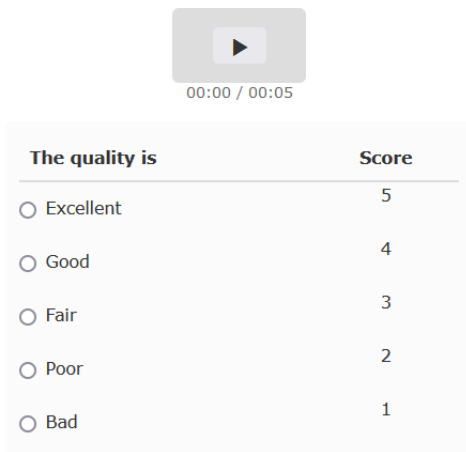 00:00 / 00:05
The quality is Score
Excellent 5
Good 4
Fair 3
Poor 2
Bad 1